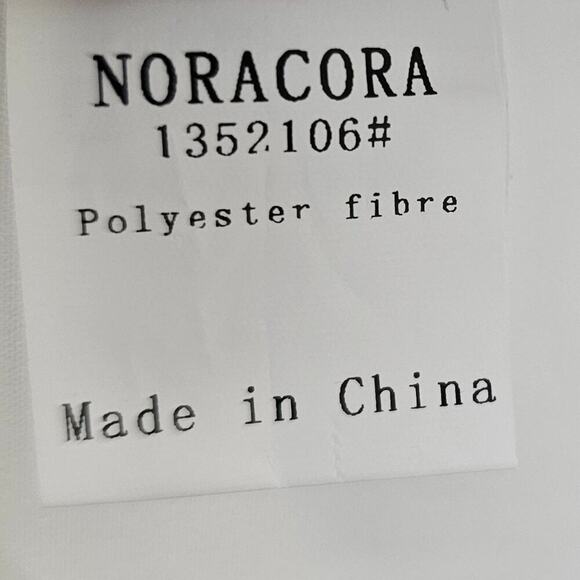 NORACORA
1352106#
Polyester fibre
Made in China